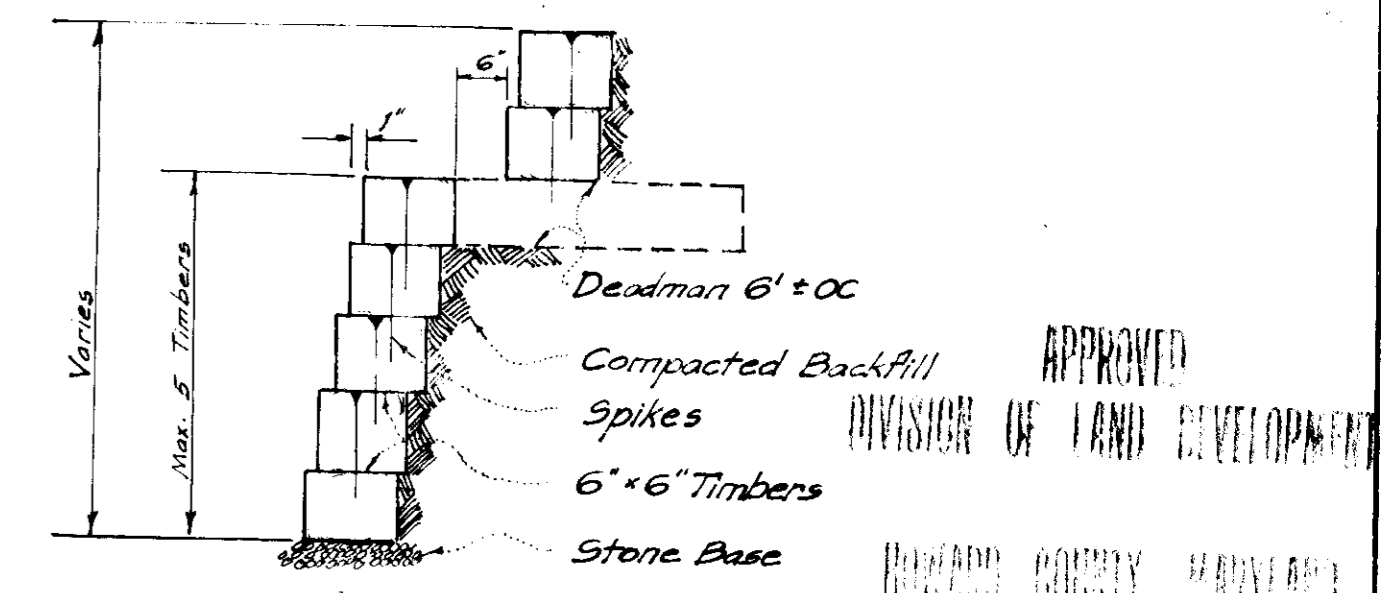 6"
1"
Varies
Max. 5 Timbers
Deadman 6' ± OC
Compacted Backfill
Spikes
6" × 6" Timbers
Stone Base
APPROVED
DIVISION OF LAND DEVELOPMENT
HOWARD COUNTY MARYLAND